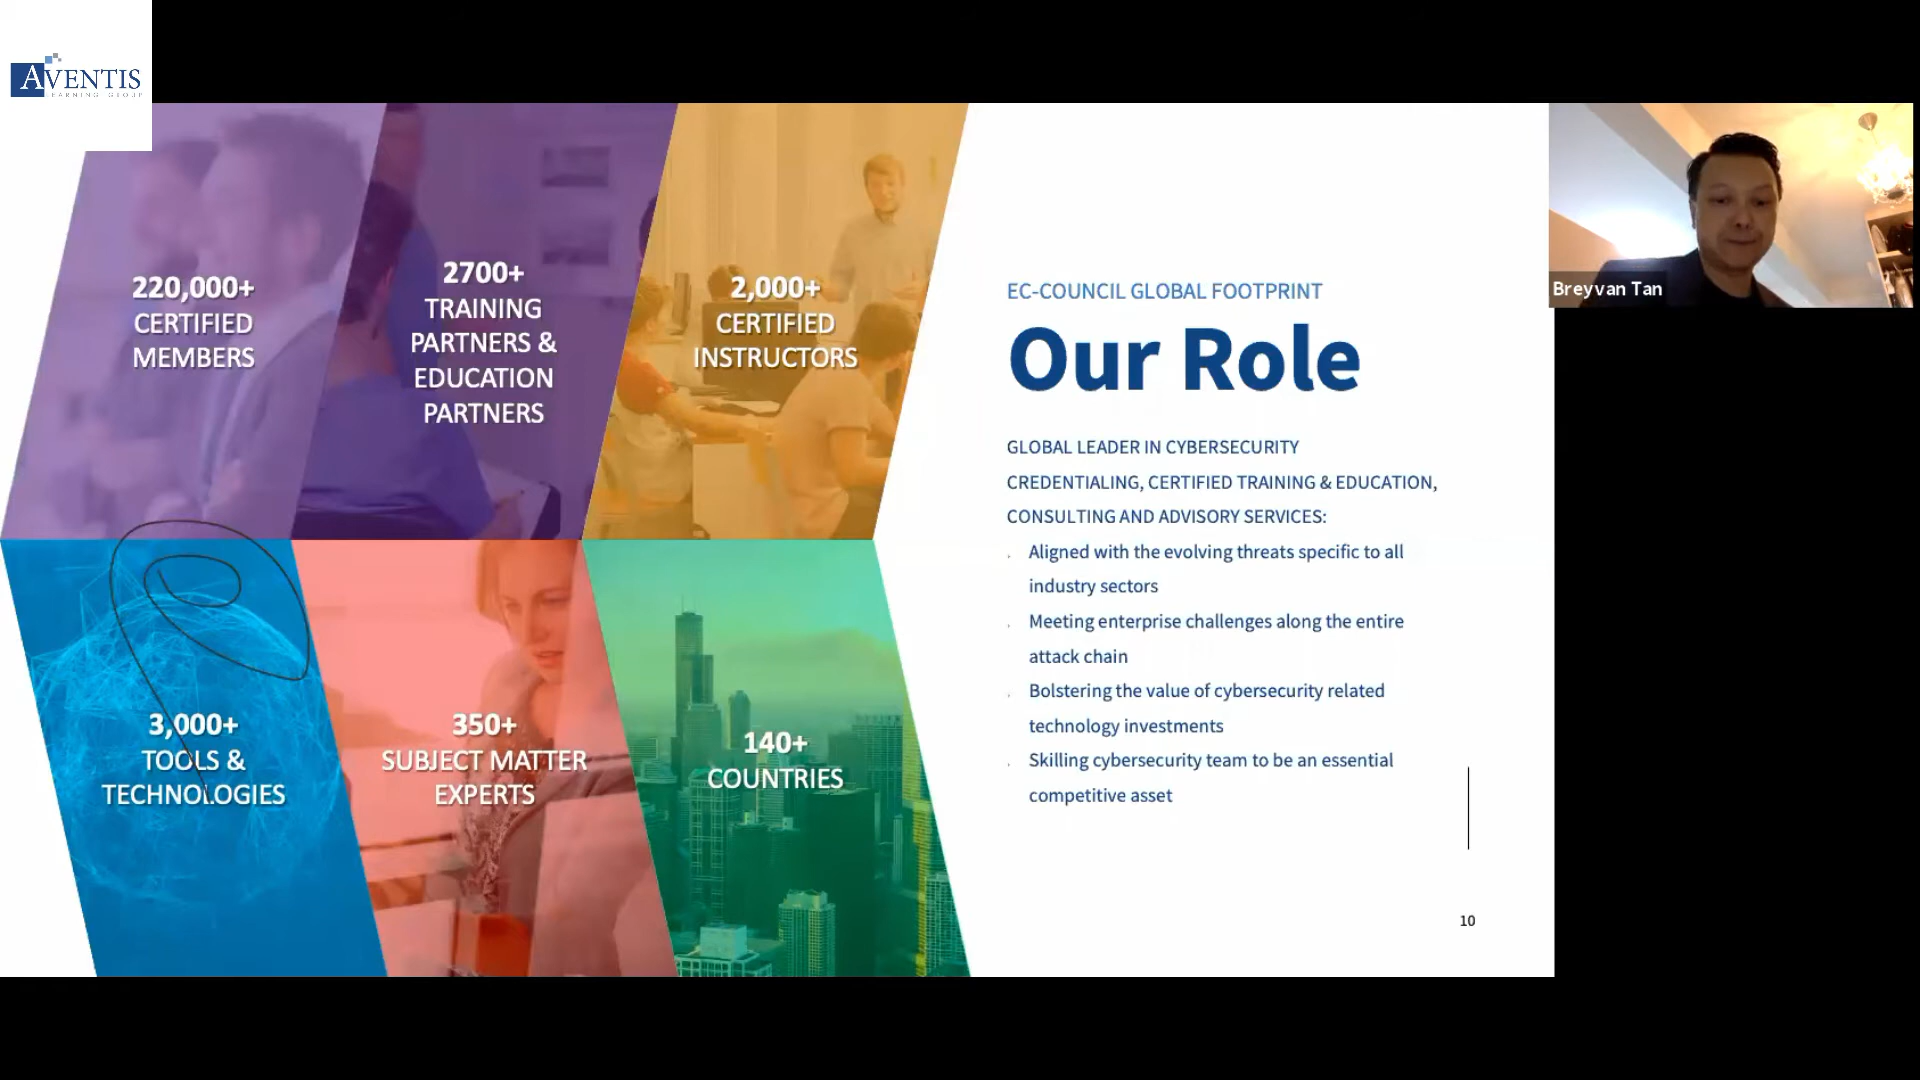 AVENTIS
LEARNING GROUP
220,000+
CERTIFIED
MEMBERS
2700+
TRAINING
PARTNERS &
EDUCATION
PARTNERS
2,000+
CERTIFIED
INSTRUCTORS
3,000+
TOOLS &
TECHNOLOGIES
350+
SUBJECT MATTER
EXPERTS
140+
COUNTRIES
EC-COUNCIL GLOBAL FOOTPRINT
Our Role
GLOBAL LEADER IN CYBERSECURITY
CREDENTIALING, CERTIFIED TRAINING & EDUCATION,
CONSULTING AND ADVISORY SERVICES:
Aligned with the evolving threats specific to all
industry sectors
Meeting enterprise challenges along the entire
attack chain
Bolstering the value of cybersecurity related
technology investments
Skilling cybersecurity team to be an essential
competitive asset
10
Breyvan Tan